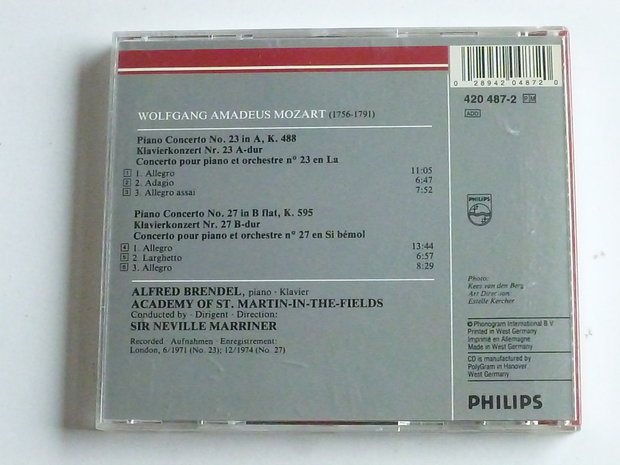 WOLFGANG AMADEUS MOZART (1756-1791)
Piano Concerto No. 23 in A, K. 488
Klavierkonzert Nr. 23 A-dur
Concerto pour piano et orchestre n° 23 en La
1 1. Allegro 11:05
2 2. Adagio 6:47
3 3. Allegro assai 7:52
Piano Concerto No. 27 in B flat, K. 595
Klavierkonzert Nr. 27 B-dur
Concerto pour piano et orchestre n° 27 en Si bémol
4 1. Allegro 13:44
5 2. Larghetto 6:57
6 3. Allegro 8:29
ALFRED BRENDEL, piano · Klavier
ACADEMY OF ST. MARTIN-IN-THE-FIELDS
Conducted by · Dirigent · Direction:
SIR NEVILLE MARRINER
Recorded Aufnahmen Enregistrement:
London, 6/1971 (No. 23); 12/1974 (No. 27)
0 28942 04872 0
420 487-2 PM
ADD
PHILIPS
Photo:
Kees van den Berg
Art Direction:
Estelle Kercher
℗ Phonogram International B V
Printed in West Germany
Imprimé en Allemagne
Made in West Germany
CD is manufactured by
PolyGram in Hanover
West Germany
PHILIPS